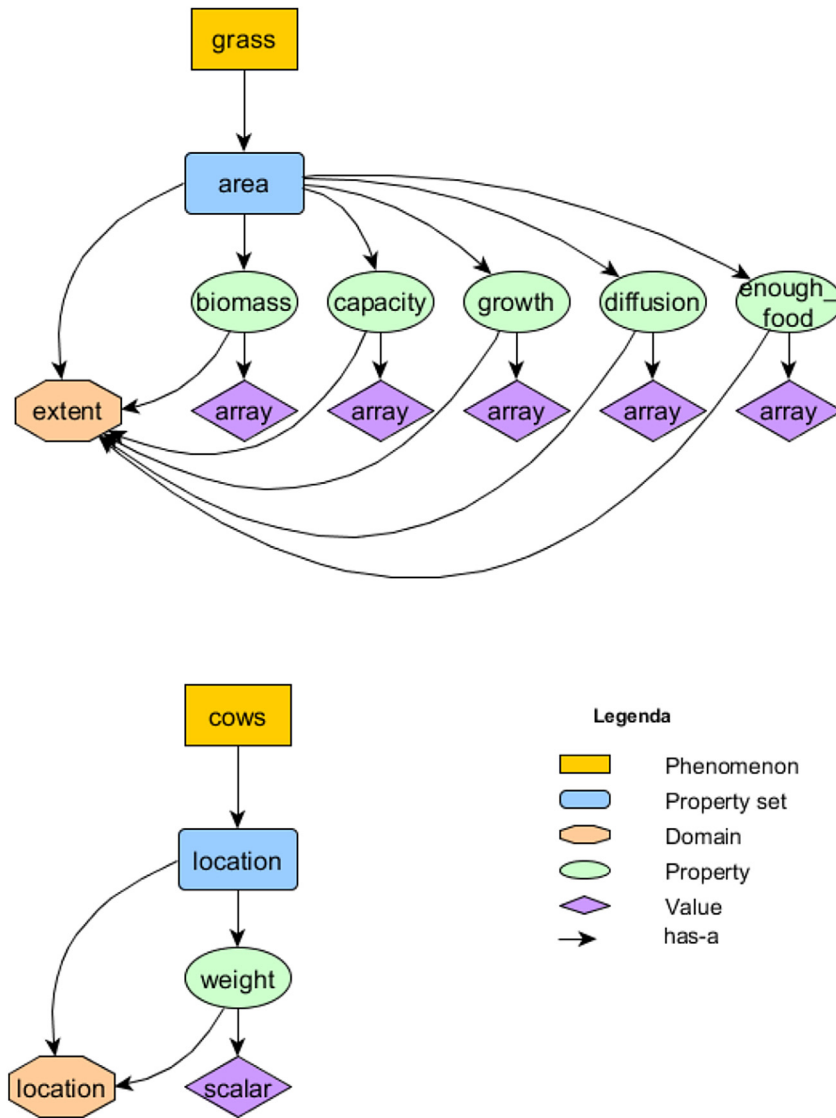 grass
area
biomass
capacity
growth
diffusion
enough_
food
extent
array
array
array
array
array
cows
location
weight
location
scalar
Legenda
Phenomenon
Property set
Domain
Property
Value
has-a